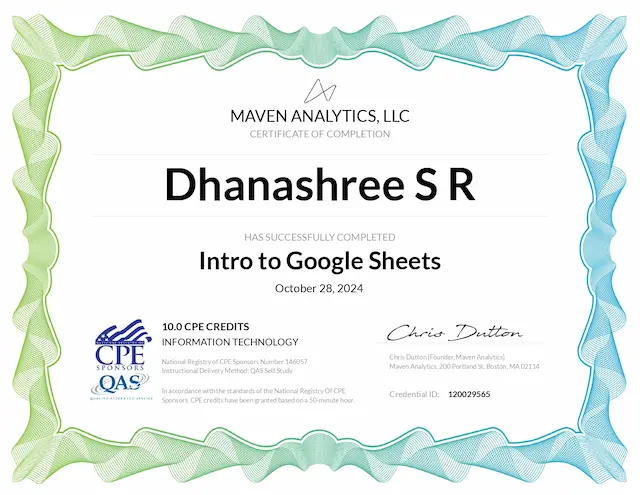 MAVEN ANALYTICS, LLC
CERTIFICATE OF COMPLETION
Dhanashree S R
HAS SUCCESSFULLY COMPLETED
Intro to Google Sheets
October 28, 2024
10.0 CPE CREDITS
INFORMATION TECHNOLOGY
National Registry of CPE Sponsors Number 146057
Instructional Delivery Method: QAS Self Study
In accordance with the standards of the National Registry Of CPE
Sponsors, CPE credits have been granted based on a 50-minute hour.
CPE
SPONSORS
QAS
Chris Dutton
Chris Dutton (Founder, Maven Analytics)
Maven Analytics, 200 Portland St, Boston, MA 02114
Credential ID: 120029565